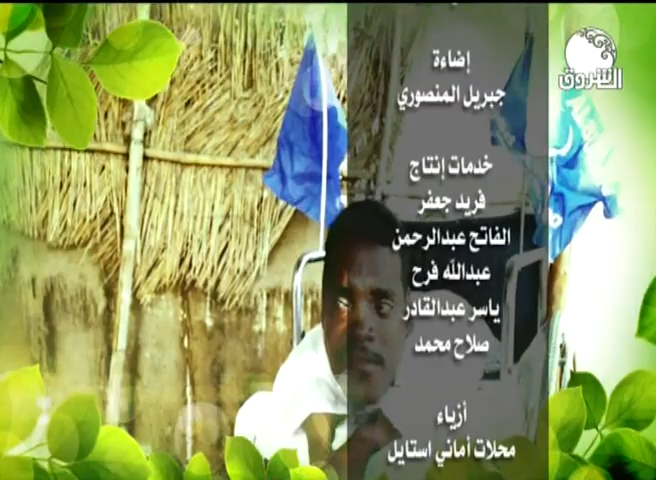 الشروق
إضاءة
جبريل المنصوري
خدمات إنتاج
فريد جعفر
الفاتح عبدالرحمن
عبدالله فرح
ياسر عبدالقادر
صلاح محمد
أزياء
محلات أماني استايل